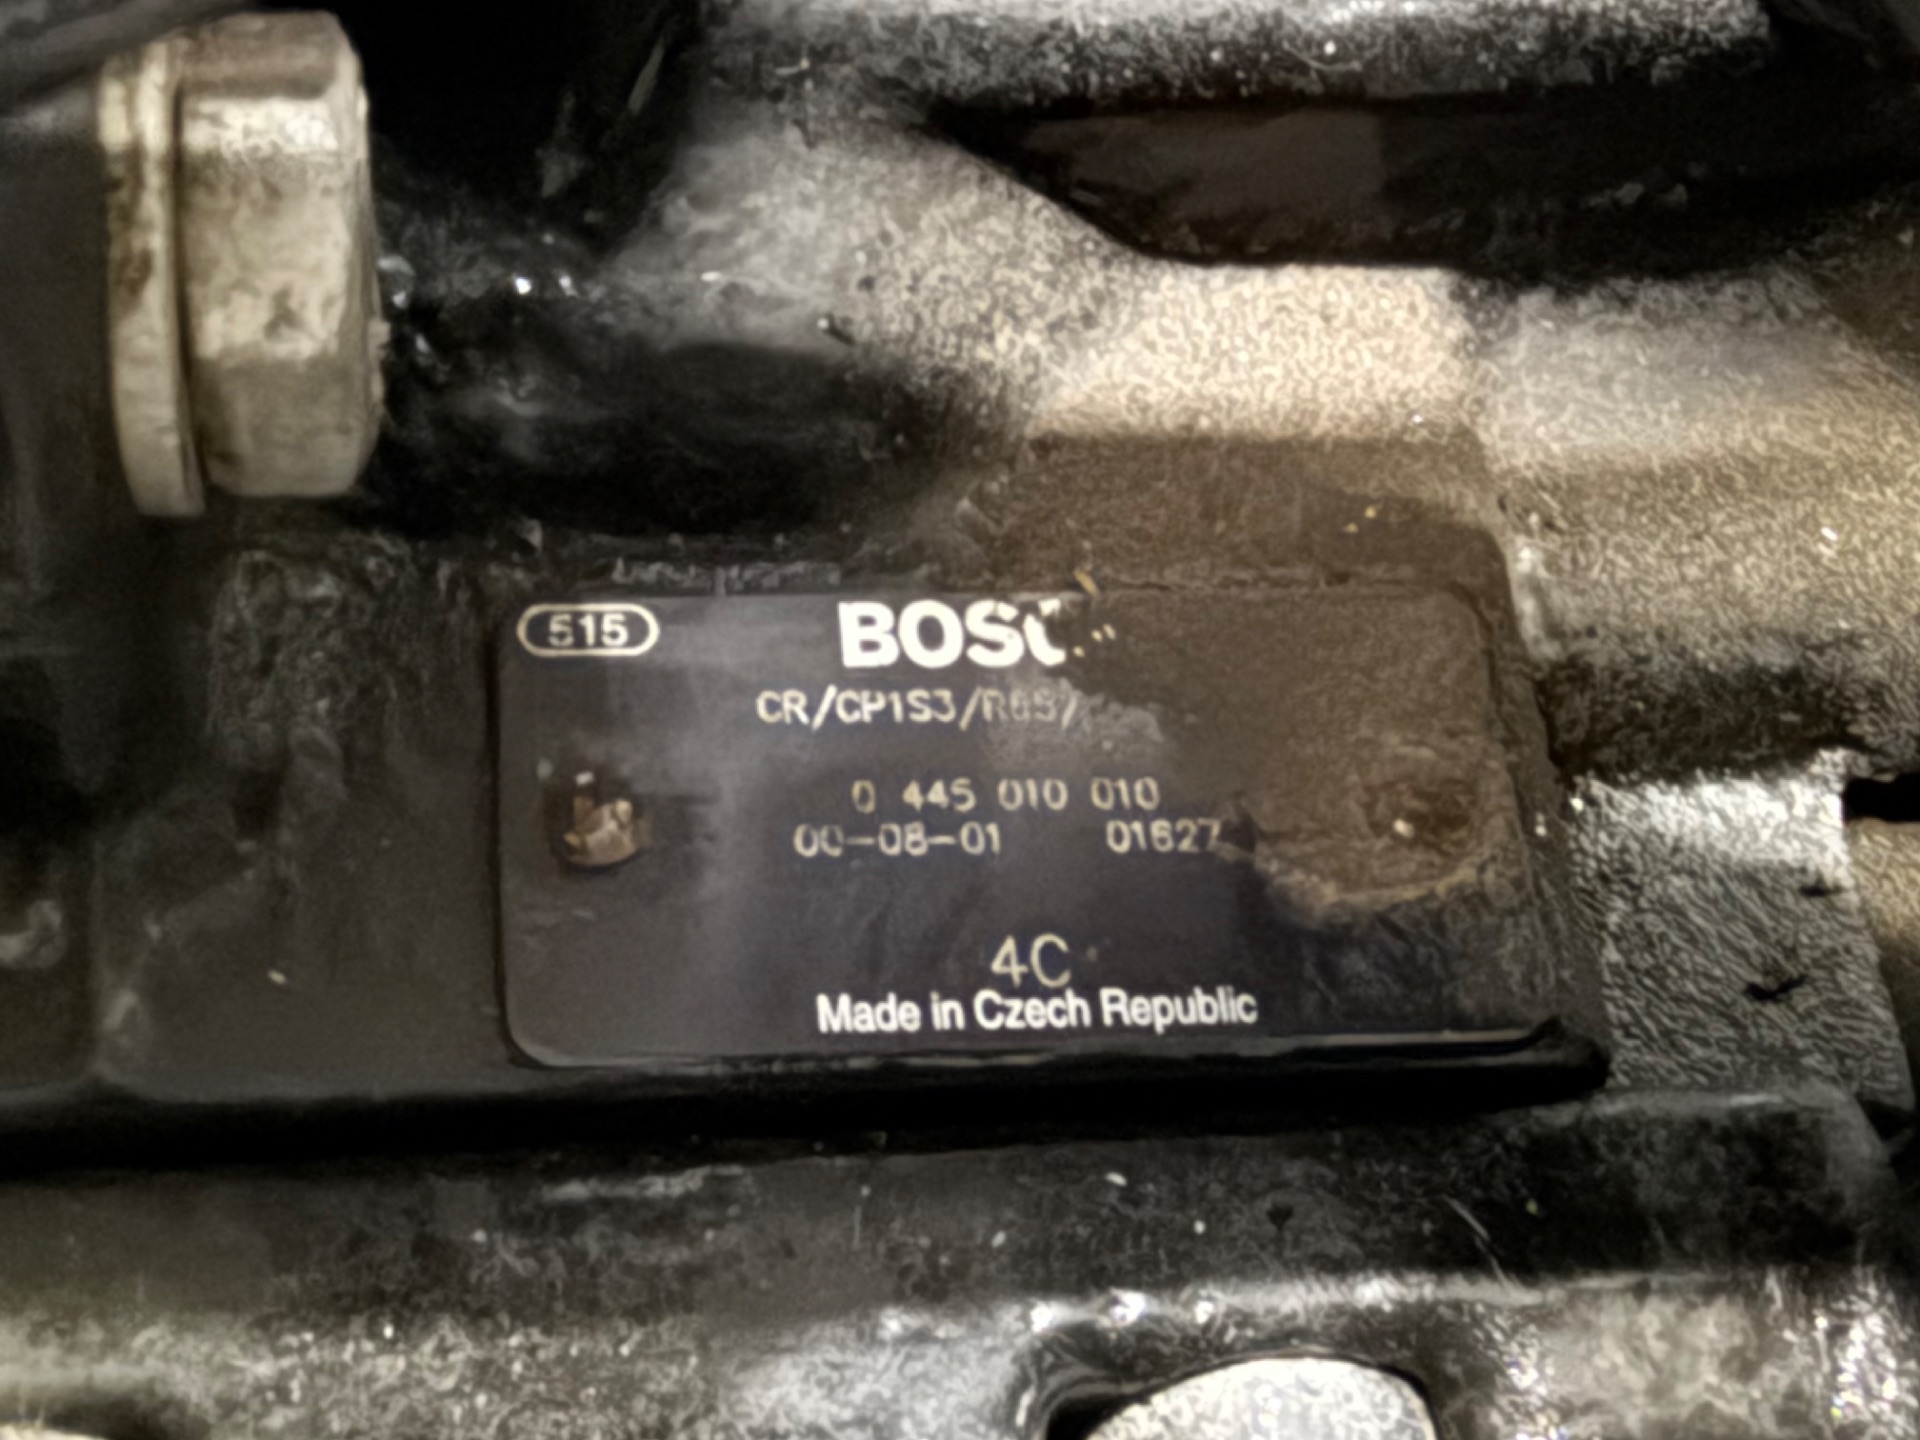 515
BOSC
CR/CP1S3/R65/
0 445 010 010
00-08-01 01627
4C
Made in Czech Republic